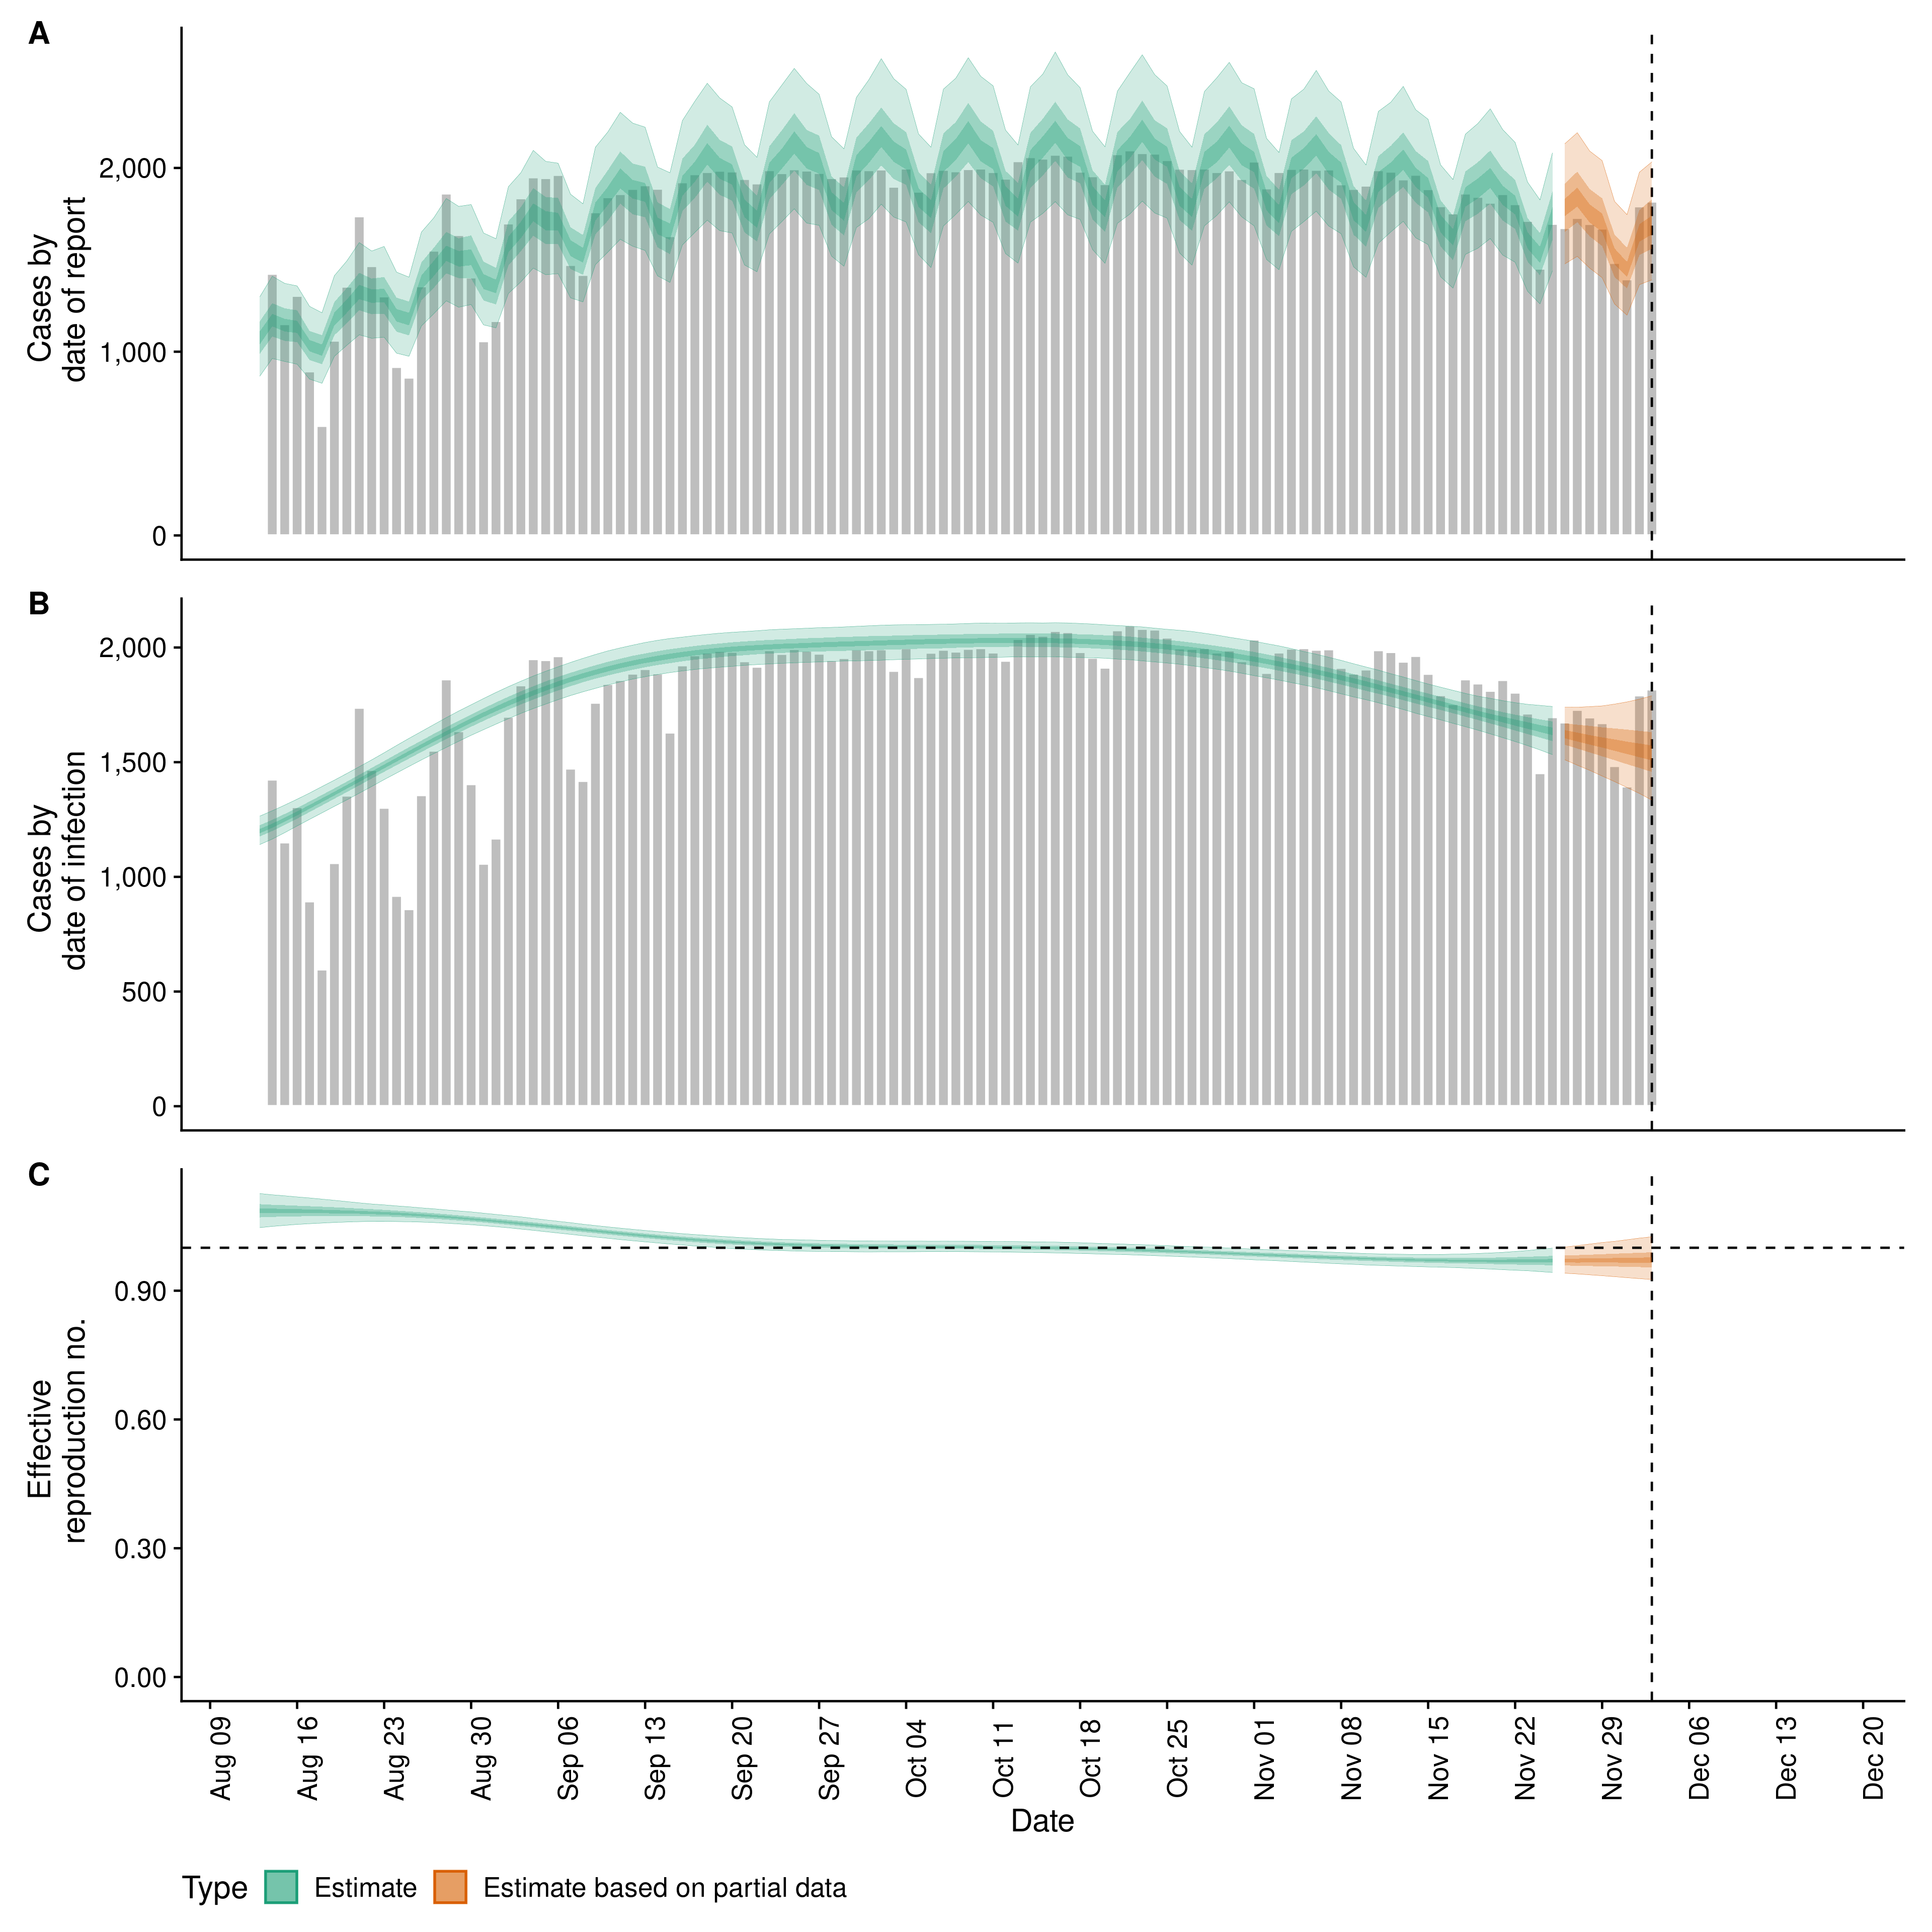 A
Cases by
date of report
2,000
1,000
0
B
Cases by
date of infection
2,000
1,500
1,000
500
0
C
Effective
reproduction no.
0.90
0.60
0.30
0.00
Aug 09
Aug 16
Aug 23
Aug 30
Sep 06
Sep 13
Sep 20
Sep 27
Oct 04
Oct 11
Oct 18
Oct 25
Nov 01
Nov 08
Nov 15
Nov 22
Nov 29
Dec 06
Dec 13
Dec 20
Date
Type
Estimate
Estimate based on partial data